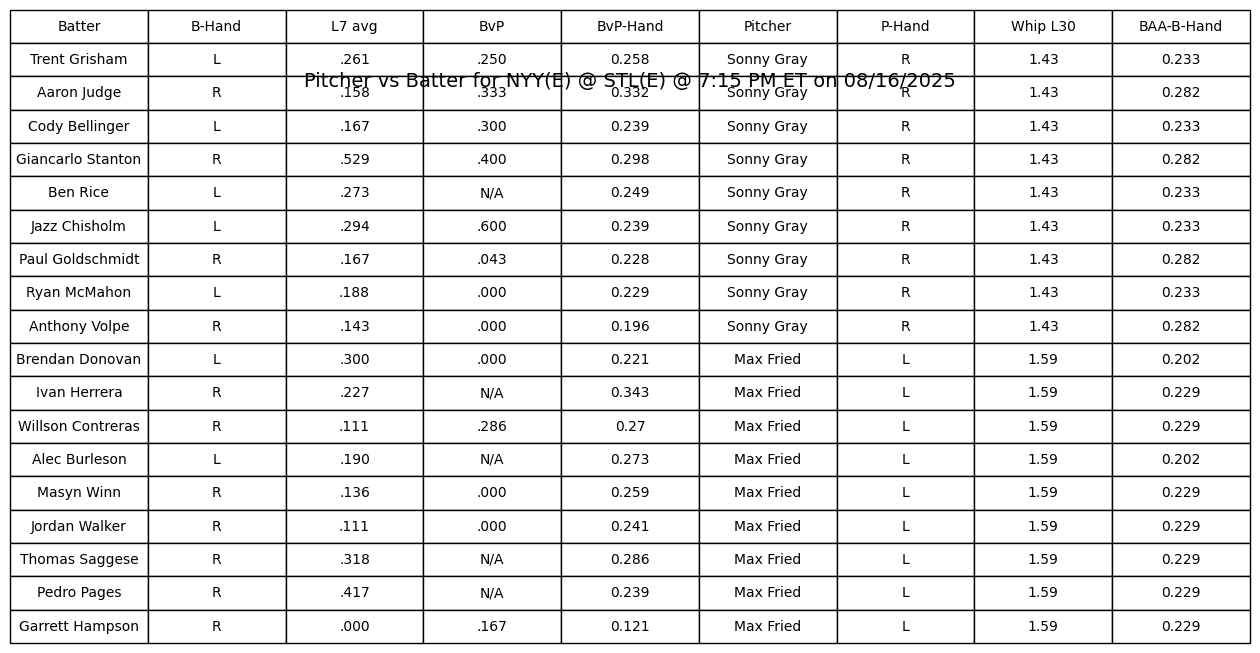 Batter B-Hand L7 avg BvP BvP-Hand Pitcher P-Hand Whip L30 BAA-B-Hand
Trent Grisham L .261 .250 0.258 Sonny Gray R 1.43 0.233
Pitcher vs Batter for NYY(E) @ STL(E) @ 7:15 PM ET on 08/16/2025
Aaron Judge R .158 .333 0.332 Sonny Gray R 1.43 0.282
Cody Bellinger L .167 .300 0.239 Sonny Gray R 1.43 0.233
Giancarlo Stanton R .529 .400 0.298 Sonny Gray R 1.43 0.282
Ben Rice L .273 N/A 0.249 Sonny Gray R 1.43 0.233
Jazz Chisholm L .294 .600 0.239 Sonny Gray R 1.43 0.233
Paul Goldschmidt R .167 .043 0.228 Sonny Gray R 1.43 0.282
Ryan McMahon L .188 .000 0.229 Sonny Gray R 1.43 0.233
Anthony Volpe R .143 .000 0.196 Sonny Gray R 1.43 0.282
Brendan Donovan L .300 .000 0.221 Max Fried L 1.59 0.202
Ivan Herrera R .227 N/A 0.343 Max Fried L 1.59 0.229
Willson Contreras R .111 .286 0.27 Max Fried L 1.59 0.229
Alec Burleson L .190 N/A 0.273 Max Fried L 1.59 0.202
Masyn Winn R .136 .000 0.259 Max Fried L 1.59 0.229
Jordan Walker R .111 .000 0.241 Max Fried L 1.59 0.229
Thomas Saggese R .318 N/A 0.286 Max Fried L 1.59 0.229
Pedro Pages R .417 N/A 0.239 Max Fried L 1.59 0.229
Garrett Hampson R .000 .167 0.121 Max Fried L 1.59 0.229